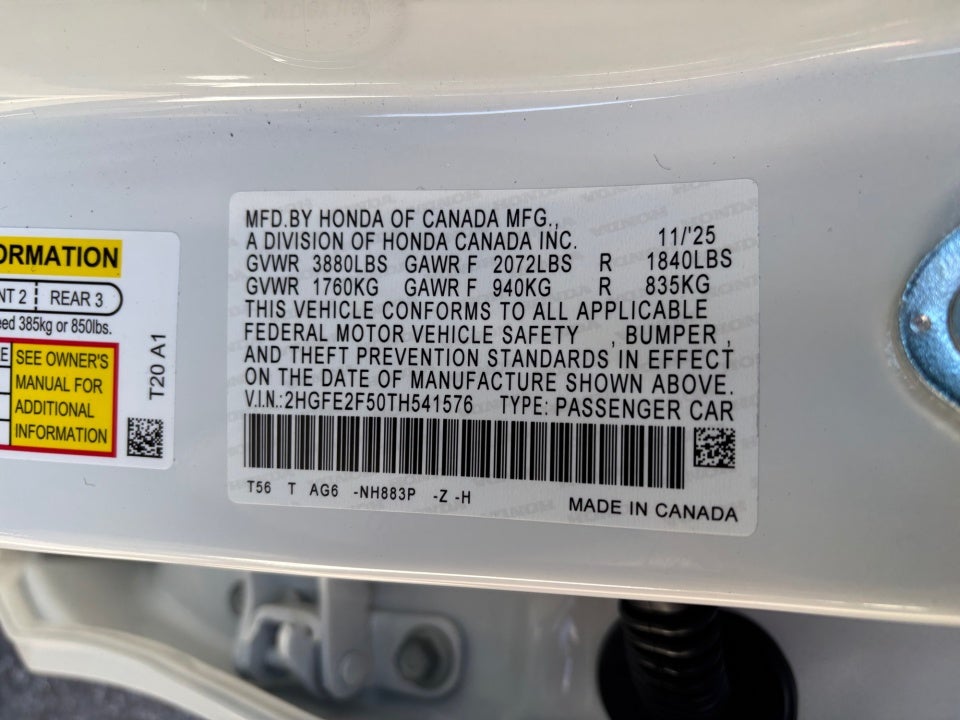 ORMATION
NT 2 REAR 3
eed 385kg or 850lbs.
E SEE OWNER'S
MANUAL FOR
ADDITIONAL
INFORMATION
T20 A1
MFD.BY HONDA OF CANADA MFG.,
A DIVISION OF HONDA CANADA INC. 11/'25
GVWR 3880LBS GAWR F 2072LBS R 1840LBS
GVWR 1760KG GAWR F 940KG R 835KG
THIS VEHICLE CONFORMS TO ALL APPLICABLE
FEDERAL MOTOR VEHICLE SAFETY , BUMPER ,
AND THEFT PREVENTION STANDARDS IN EFFECT
ON THE DATE OF MANUFACTURE SHOWN ABOVE.
V.I.N.:2HGFE2F50TH541576 TYPE: PASSENGER CAR
T56 T AG6 -NH883P -Z -H
MADE IN CANADA